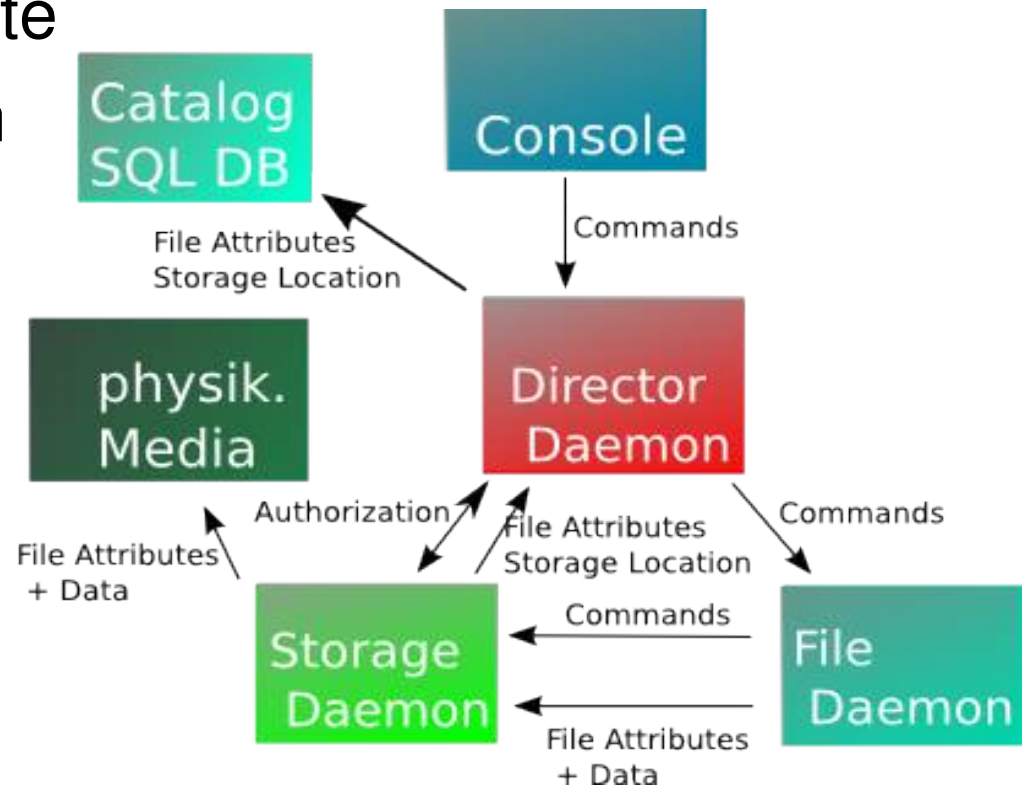 te
Catalog
SQL DB
Console
Commands
File Attributes
Storage Location
physik.
Media
Director
Daemon
Authorization
File Attributes
Storage Location
Commands
File Attributes
+ Data
Commands
Storage
Daemon
File
Daemon
File Attributes
+ Data